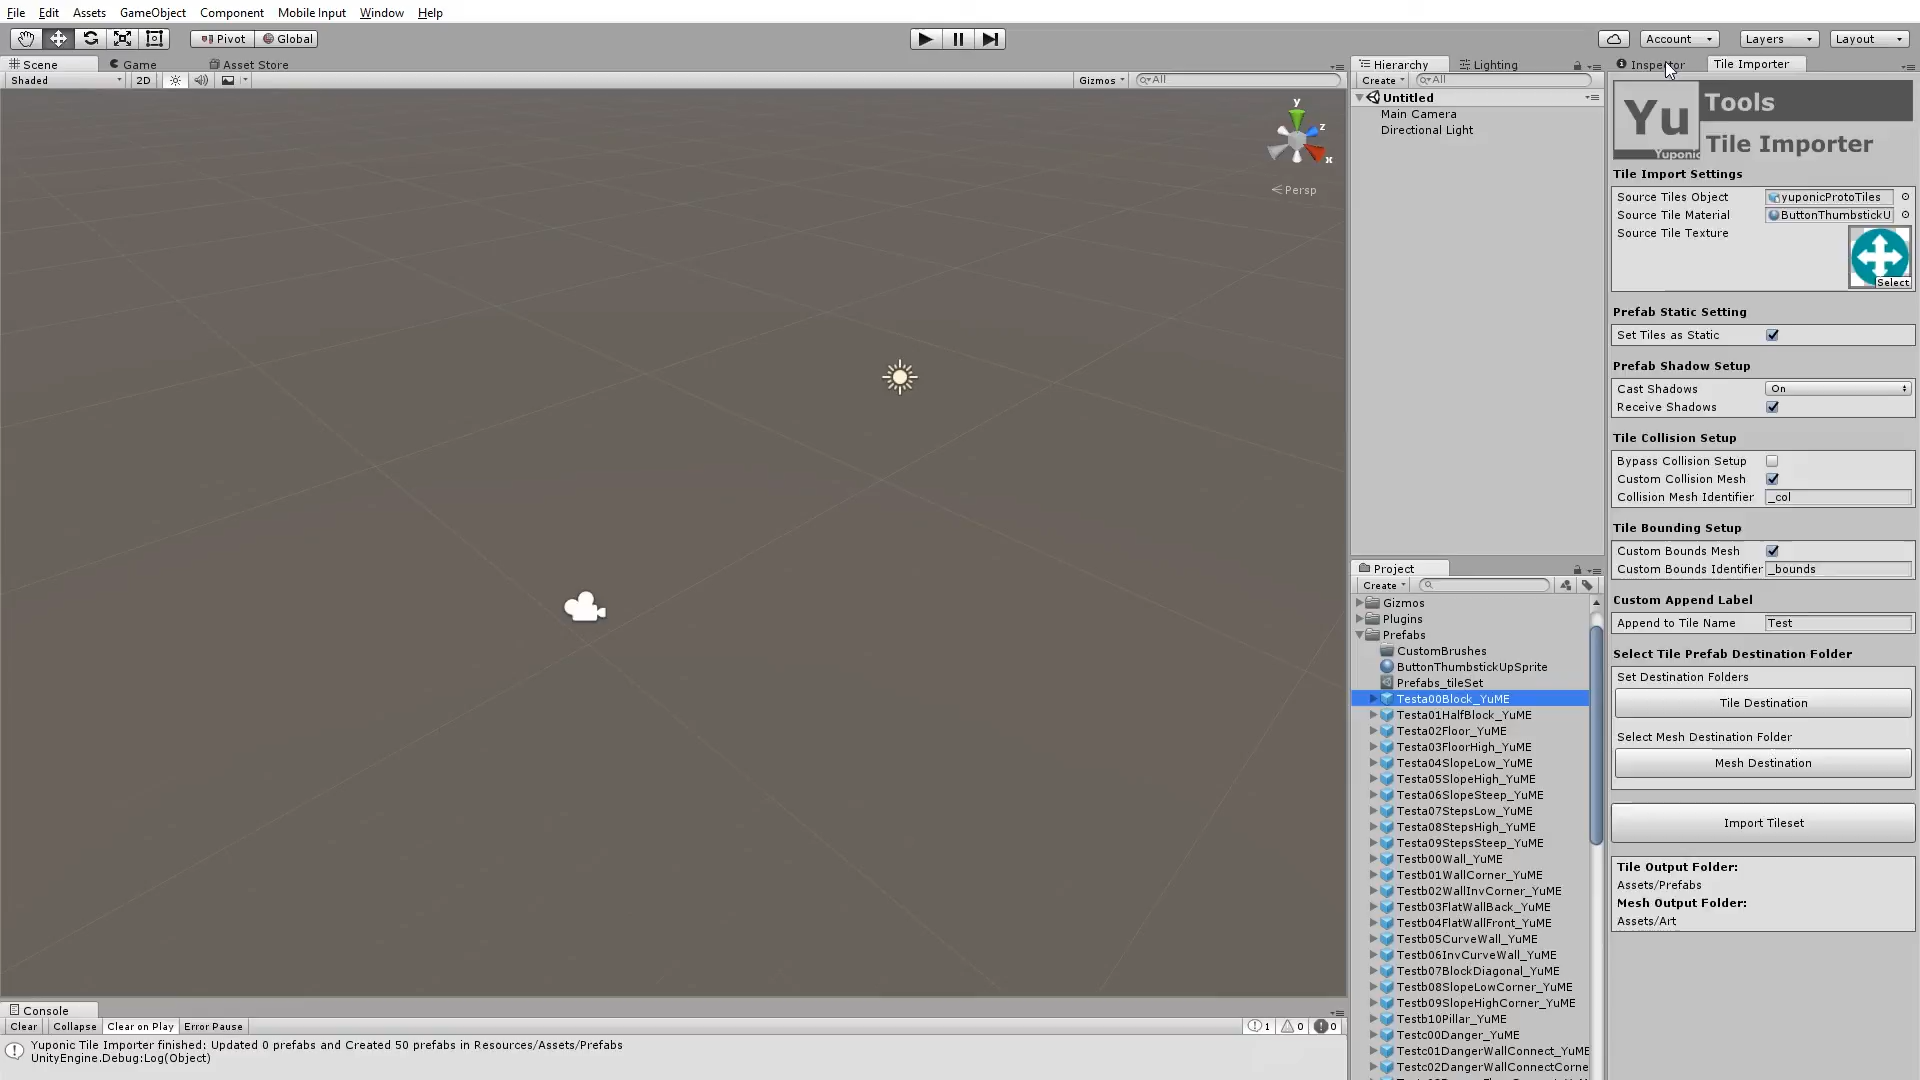 File Edit Assets GameObject Component Mobile Input Window Help
Pivot Global Account Layers Layout
Scene Game Asset Store
Shaded 2D Gizmos All
y
z
x
Persp
Hierarchy Lighting
Create All
Untitled
Main Camera
Directional Light
Project
Create
Gizmos
Plugins
Prefabs
CustomBrushes
ButtonThumbstickUpSprite
Prefabs_tileSet
Testa00Block_YuME
Testa01HalfBlock_YuME
Testa02Floor_YuME
Testa03FloorHigh_YuME
Testa04SlopeLow_YuME
Testa05SlopeHigh_YuME
Testa06SlopeSteep_YuME
Testa07StepsLow_YuME
Testa08StepsHigh_YuME
Testa09StepsSteep_YuME
Testb00Wall_YuME
Testb01WallCorner_YuME
Testb02WallInvCorner_YuME
Testb03FlatWallBack_YuME
Testb04FlatWallFront_YuME
Testb05CurveWall_YuME
Testb06InvCurveWall_YuME
Testb07BlockDiagonal_YuME
Testb08SlopeLowCorner_YuME
Testb09SlopeHighCorner_YuME
Testb10Pillar_YuME
Testc00Danger_YuME
Testc01DangerWallConnect_YuME
Testc02DangerWallConnectCorne
Inspector Tile Importer
Yu
Yuponic
Tools
Tile Importer
Tile Import Settings
Source Tiles Object yuponicProtoTiles
Source Tile Material ButtonThumbstickU
Source Tile Texture
Select
Prefab Static Setting
Set Tiles as Static
Prefab Shadow Setup
Cast Shadows On
Receive Shadows
Tile Collision Setup
Bypass Collision Setup
Custom Collision Mesh
Collision Mesh Identifier _col
Tile Bounding Setup
Custom Bounds Mesh
Custom Bounds Identifier _bounds
Custom Append Label
Append to Tile Name Test
Select Tile Prefab Destination Folder
Set Destination Folders
Tile Destination
Select Mesh Destination Folder
Mesh Destination
Import Tileset
Tile Output Folder:
Assets/Prefabs
Mesh Output Folder:
Assets/Art
Console
Clear Collapse Clear on Play Error Pause 1 0 0
Yuponic Tile Importer finished: Updated 0 prefabs and Created 50 prefabs in Resources/Assets/Prefabs
UnityEngine.Debug:Log(Object)